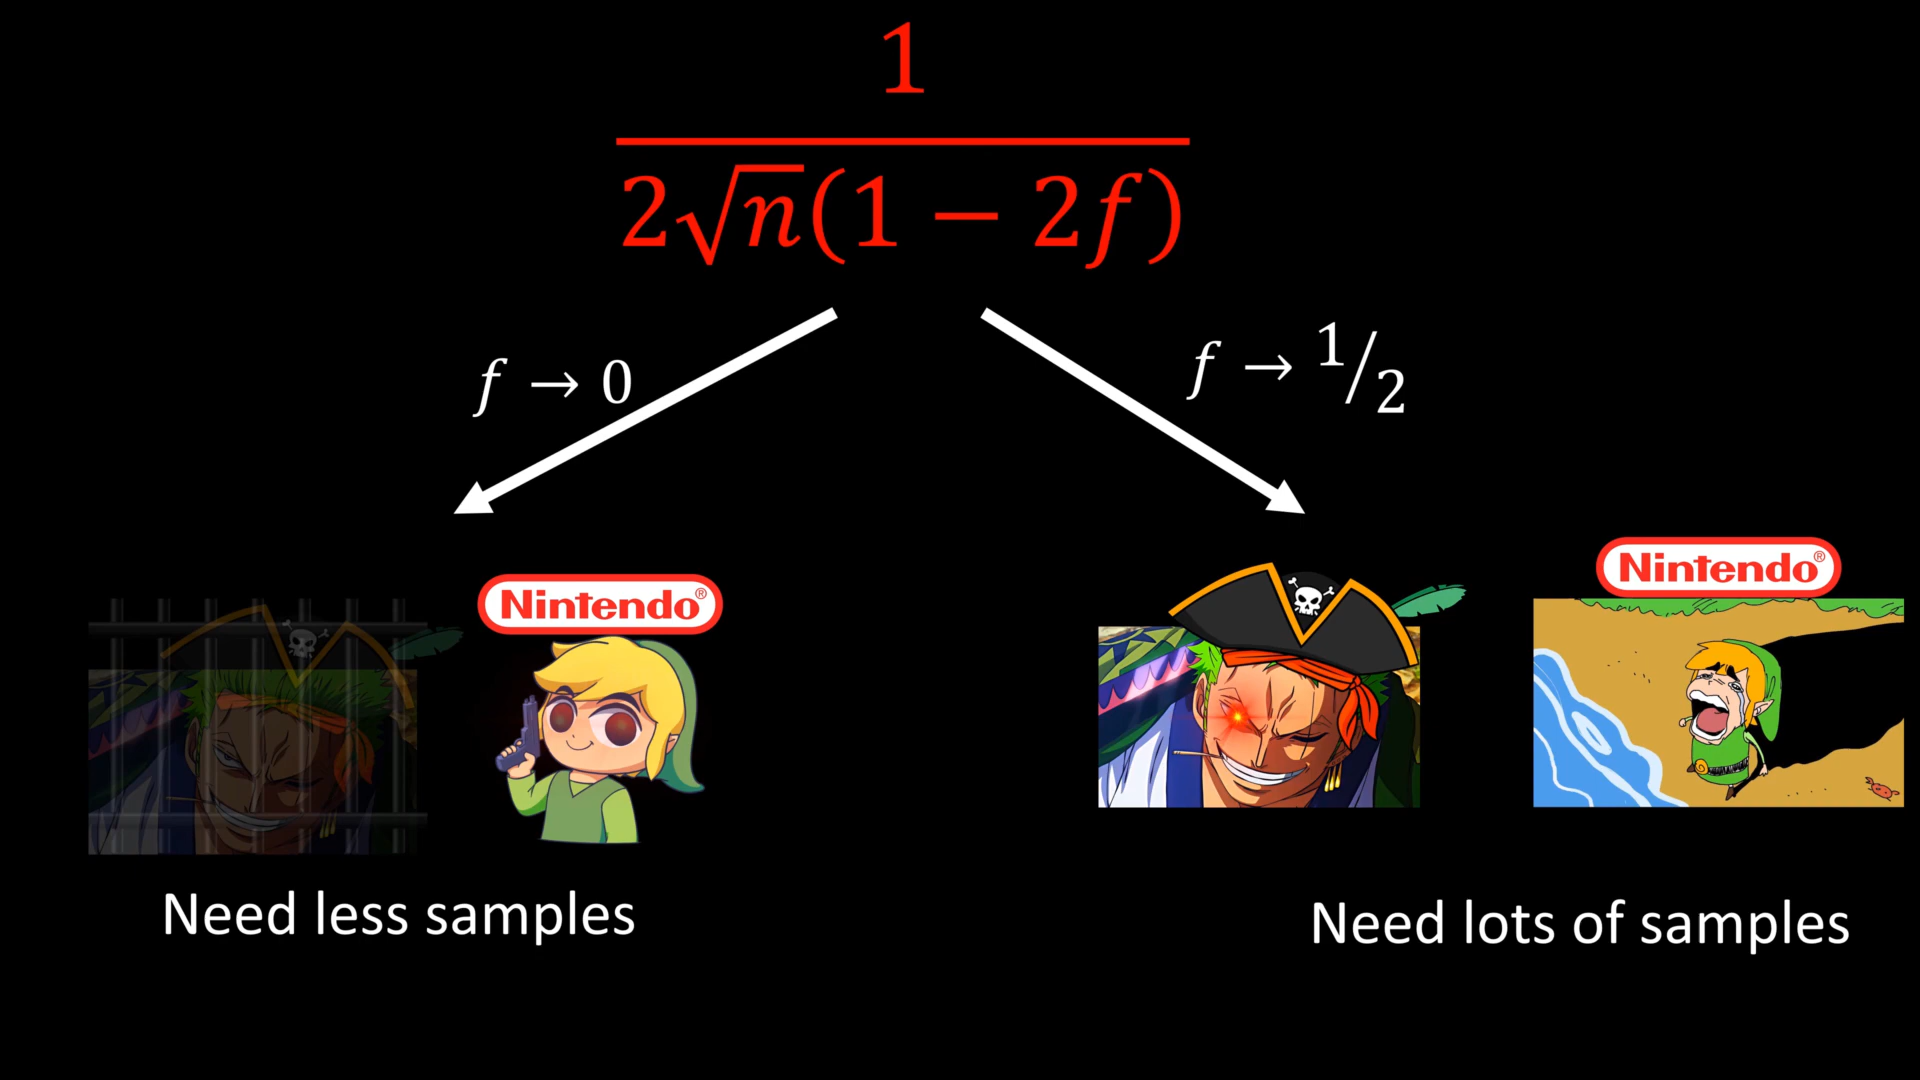 1
2√n(1 − 2f)
f → 0
f → 1/2
Nintendo®
Nintendo®
Need less samples
Need lots of samples